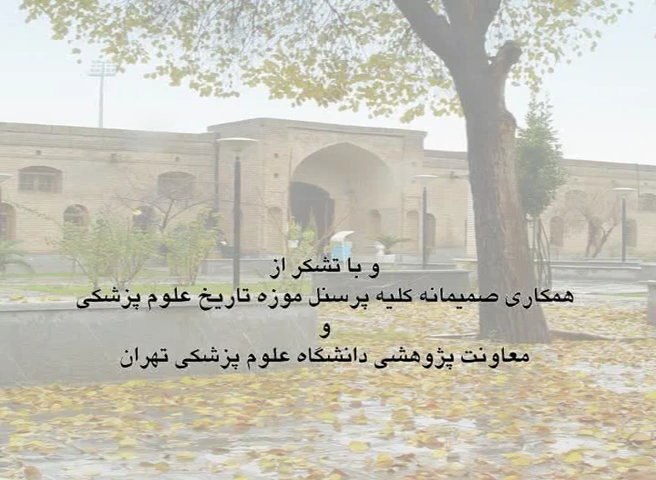 و با تشکر از
همکاری صمیمانه کلیه پرسنل موزه تاریخ علوم پزشکی
و
معاونت پژوهشی دانشگاه علوم پزشکی تهران